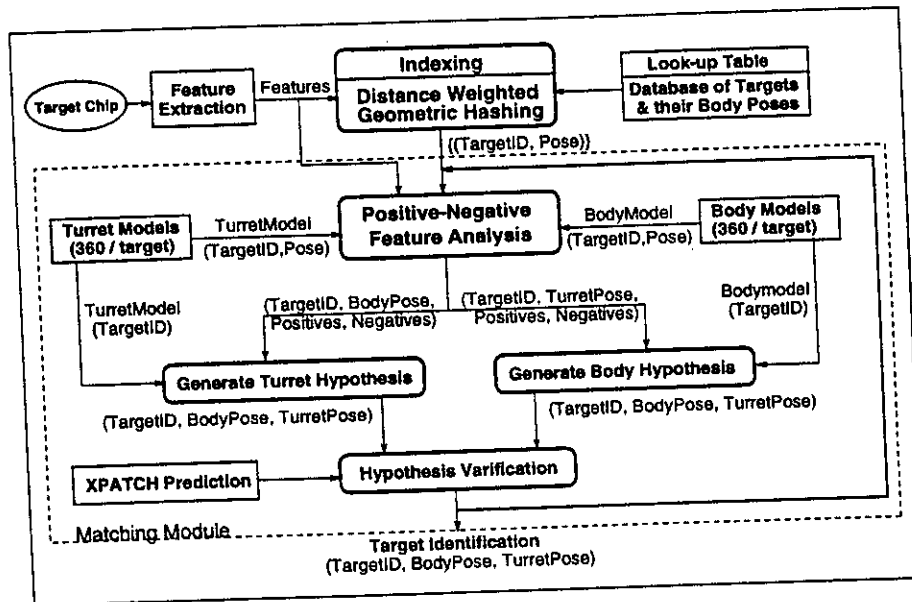 Target Chip
Feature
Extraction
Features
Indexing
Distance Weighted
Geometric Hashing
Look-up Table
Database of Targets
& their Body Poses
{(TargetID, Pose)}
Turret Models
(360 / target)
TurretModel
(TargetID,Pose)
Positive-Negative
Feature Analysis
BodyModel
(TargetID,Pose)
Body Models
(360 / target)
TurretModel
(TargetID)
(TargetID, BodyPose,
Positives, Negatives)
(TargetID, TurretPose,
Positives, Negatives)
Bodymodel
(TargetID)
Generate Turret Hypothesis
Generate Body Hypothesis
(TargetID, BodyPose, TurretPose)
(TargetID, BodyPose, TurretPose)
XPATCH Prediction
Hypothesis Varification
Matching Module
Target Identification
(TargetID, BodyPose, TurretPose)